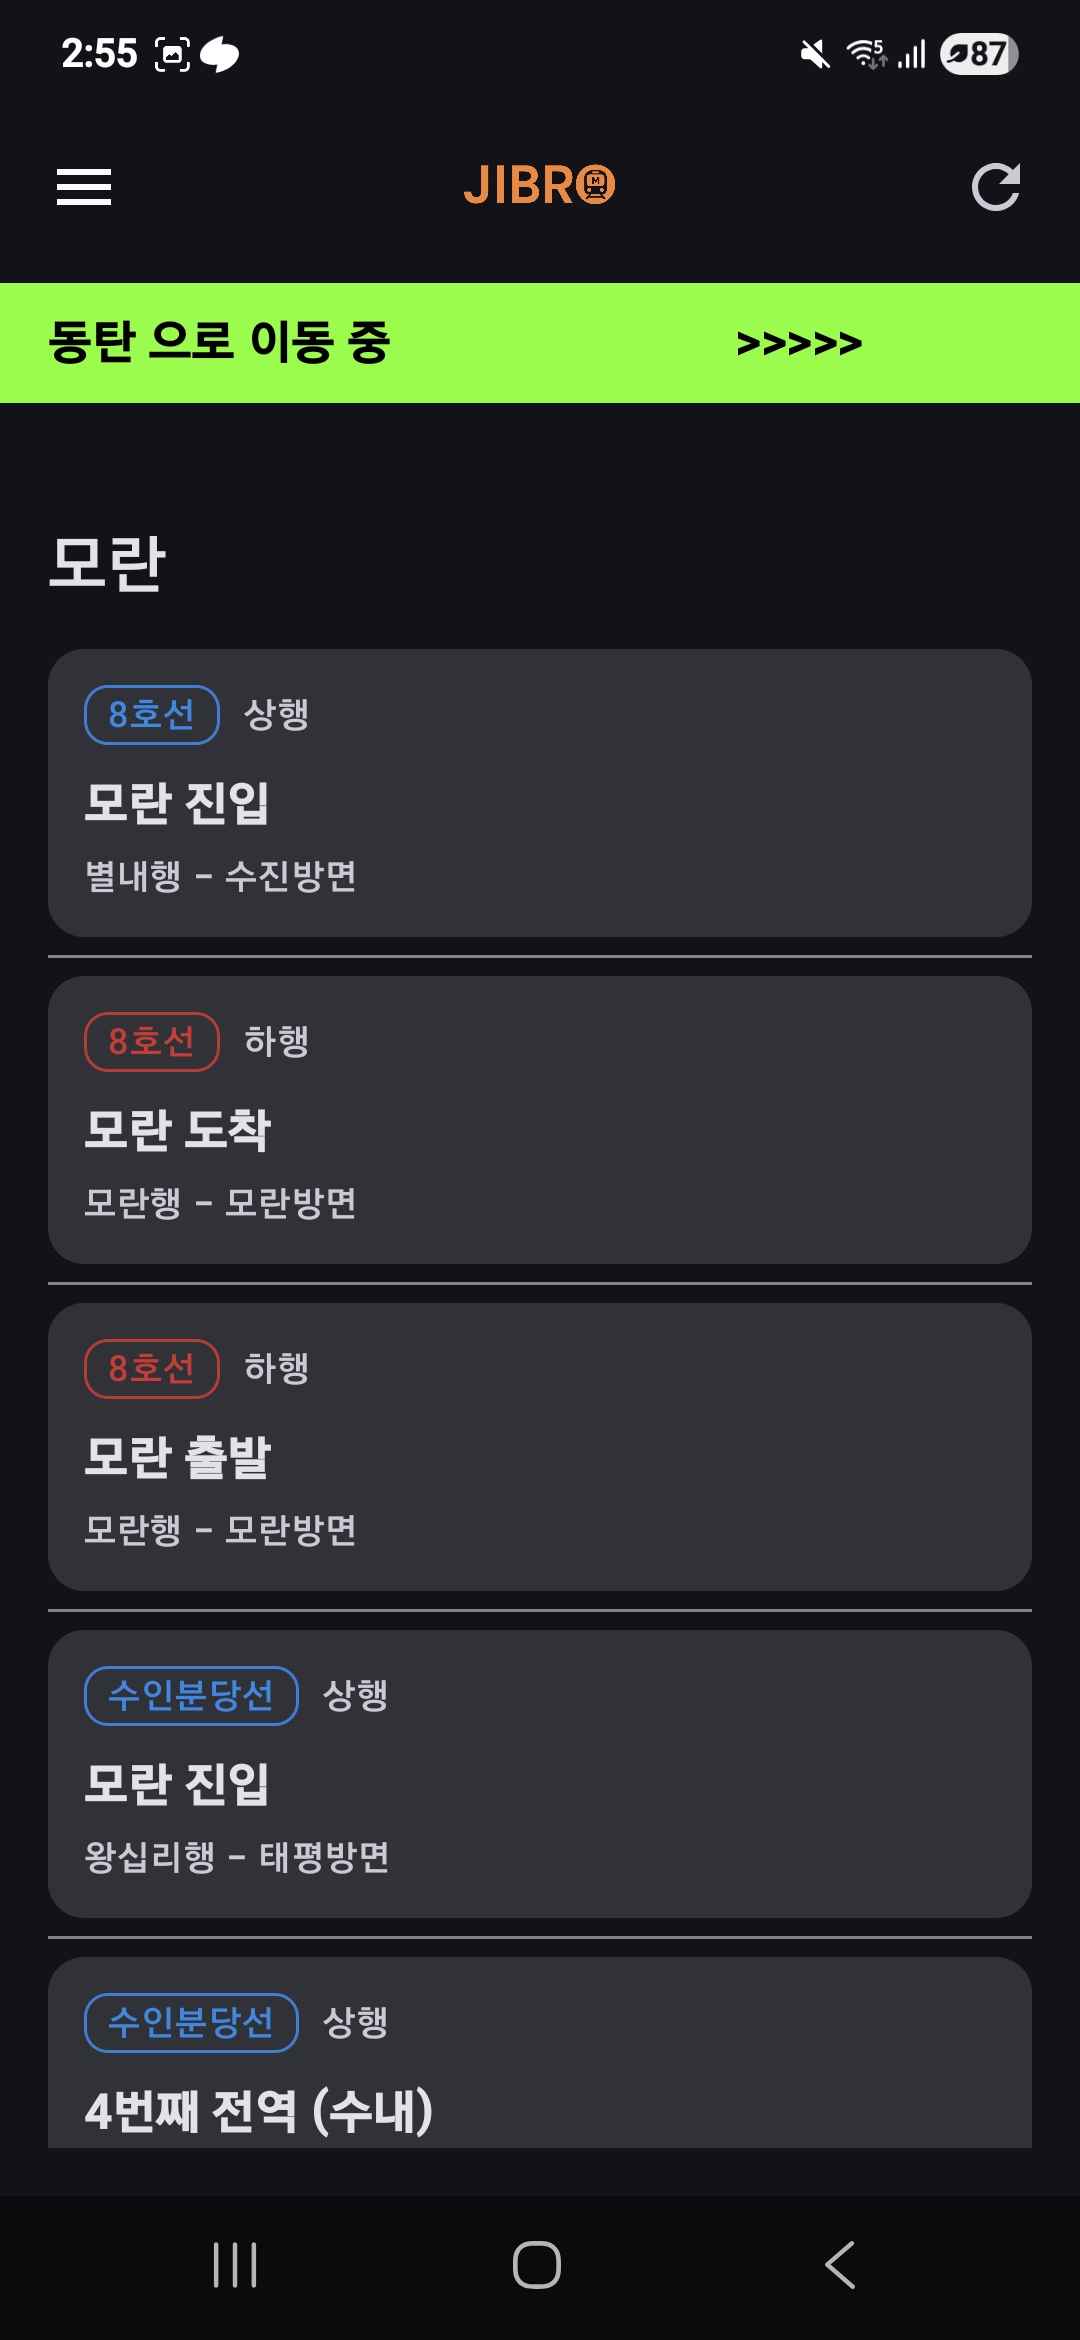 2:55
5
87
JIBRO
동탄 으로 이동 중 >>>>>
모란
8호선 상행
모란 진입
별내행 - 수진방면
8호선 하행
모란 도착
모란행 - 모란방면
8호선 하행
모란 출발
모란행 - 모란방면
수인분당선 상행
모란 진입
왕십리행 - 태평방면
수인분당선 상행
4번째 전역 (수내)